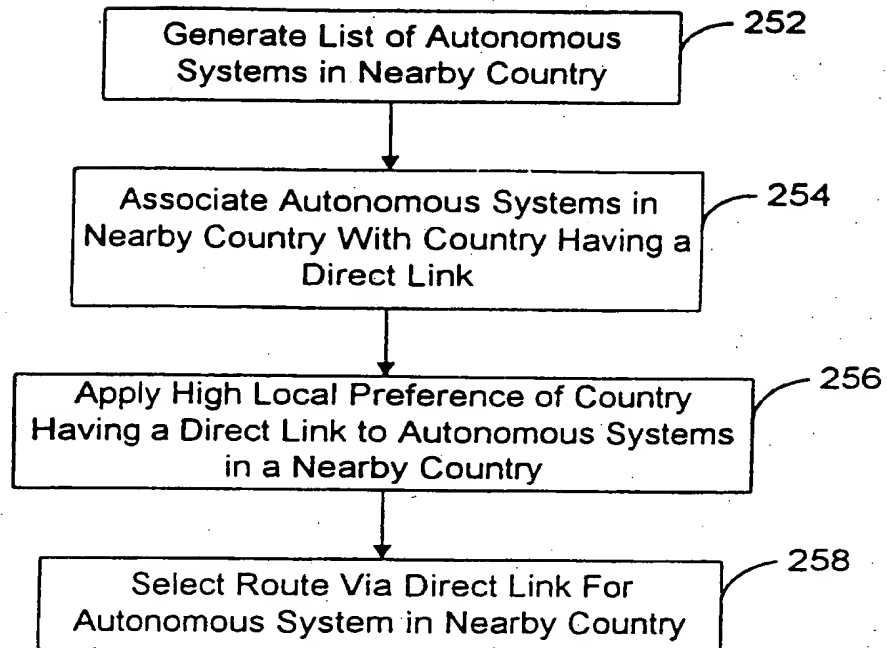 Generate List of Autonomous
Systems in Nearby Country
252
Associate Autonomous Systems in
Nearby Country With Country Having a
Direct Link
254
Apply High Local Preference of Country
Having a Direct Link to Autonomous Systems
in a Nearby Country
256
Select Route Via Direct Link For
Autonomous System in Nearby Country
258